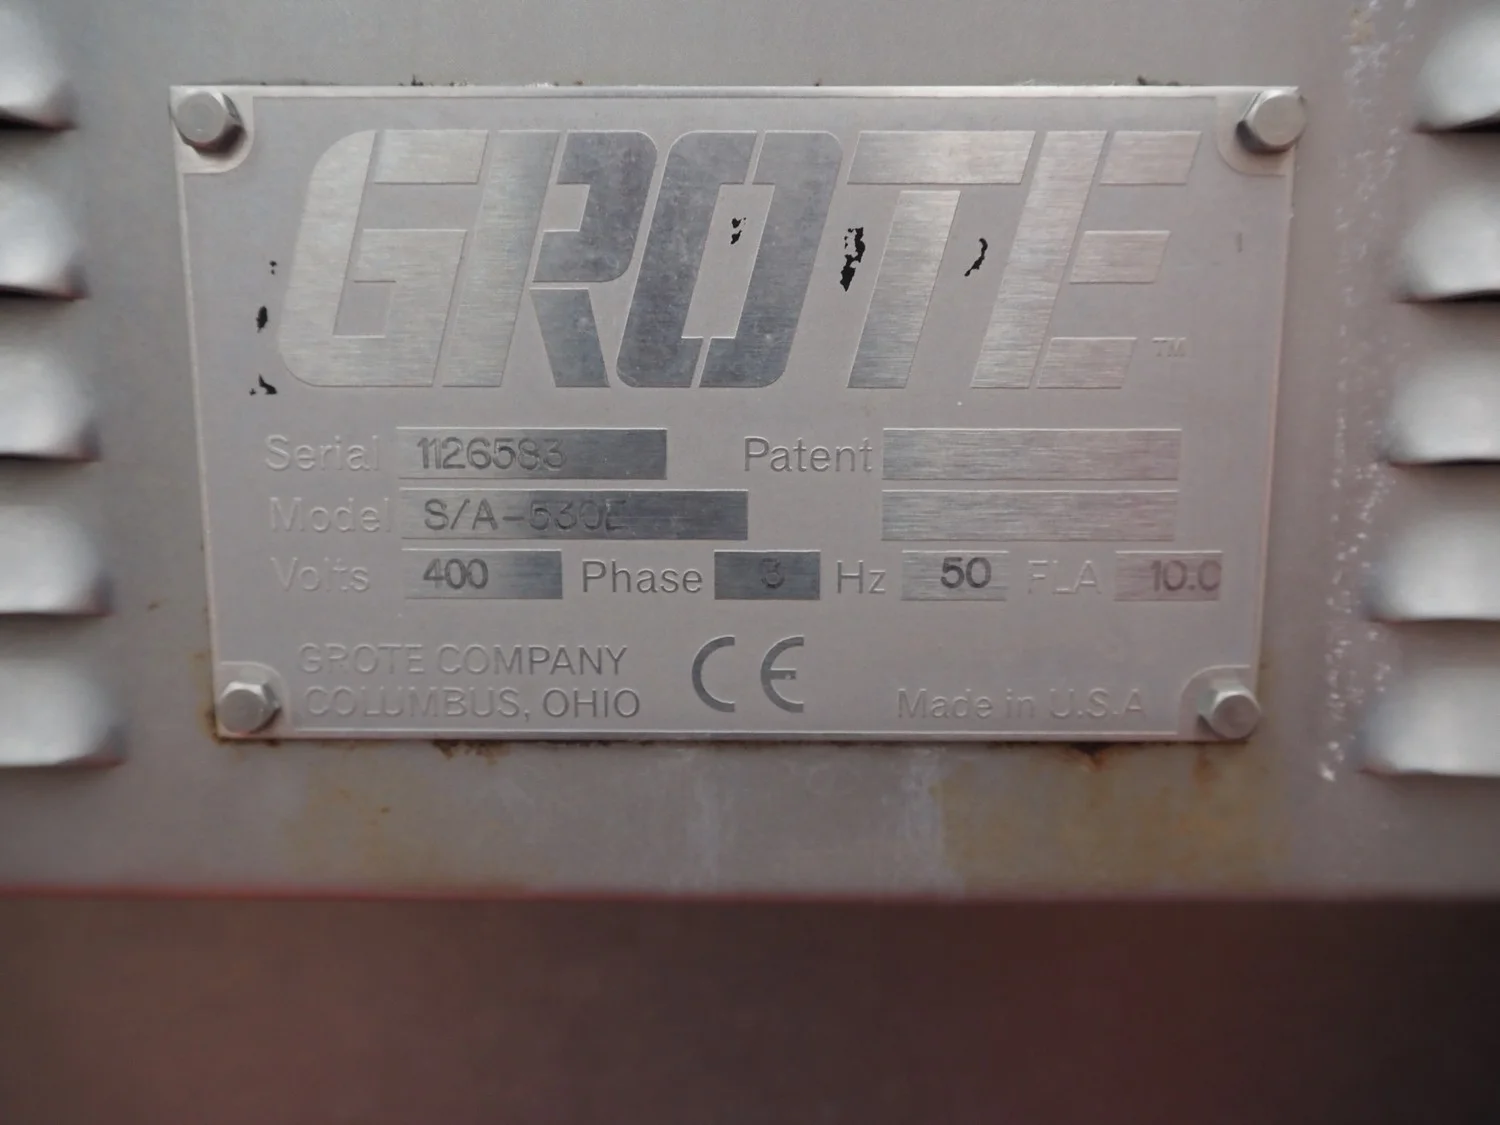 GROTE™
Serial 1126583 Patent
Model S/A-530E
Volts 400 Phase 3 Hz 50 FLA 10.0
GROTE COMPANY
COLUMBUS, OHIO
CE
Made in U.S.A